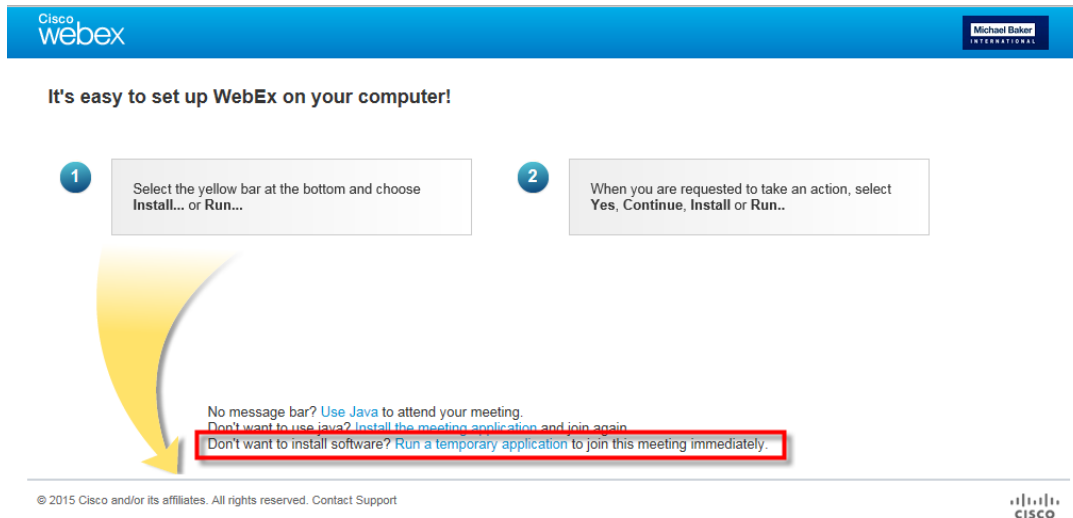 Cisco
webex
Michael Baker
INTERNATIONAL
It's easy to set up WebEx on your computer!
1
Select the yellow bar at the bottom and choose
Install... or Run...
2
When you are requested to take an action, select
Yes, Continue, Install or Run..
No message bar? Use Java to attend your meeting.
Don't want to use java? Install the meeting application and join again.
Don't want to install software? Run a temporary application to join this meeting immediately.
© 2015 Cisco and/or its affiliates. All rights reserved. Contact Support
CISCO